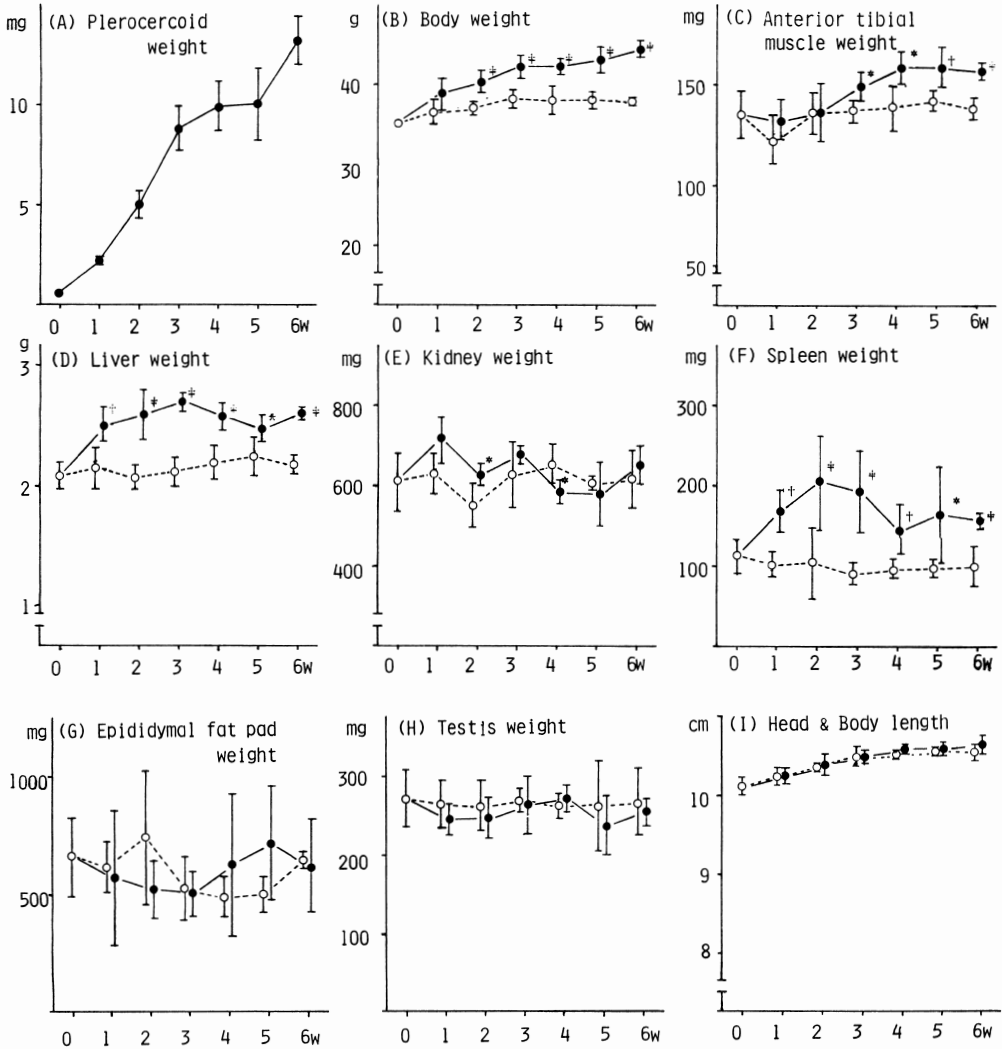 mg
(A) Plerocercoid
weight
10
5
0 1 2 3 4 5 6w
g
(B) Body weight
40
30
20
0 1 2 3 4 5 6w
mg
(C) Anterior tibial
muscle weight
* * †
150
100
50
0 1 2 3 4 5 6w
g
(D) Liver weight
3
†
*
2
1
0 1 2 3 4 5 6w
mg
(E) Kidney weight
800
* *
600
400
0 1 2 3 4 5 6w
mg
(F) Spleen weight
300
† † *
200
100
0 1 2 3 4 5 6w
mg
(G) Epididymal fat pad
weight
1000
500
0 1 2 3 4 5 6w
mg
(H) Testis weight
300
200
100
0 1 2 3 4 5 6w
cm
(I) Head & Body length
10
9
8
0 1 2 3 4 5 6w